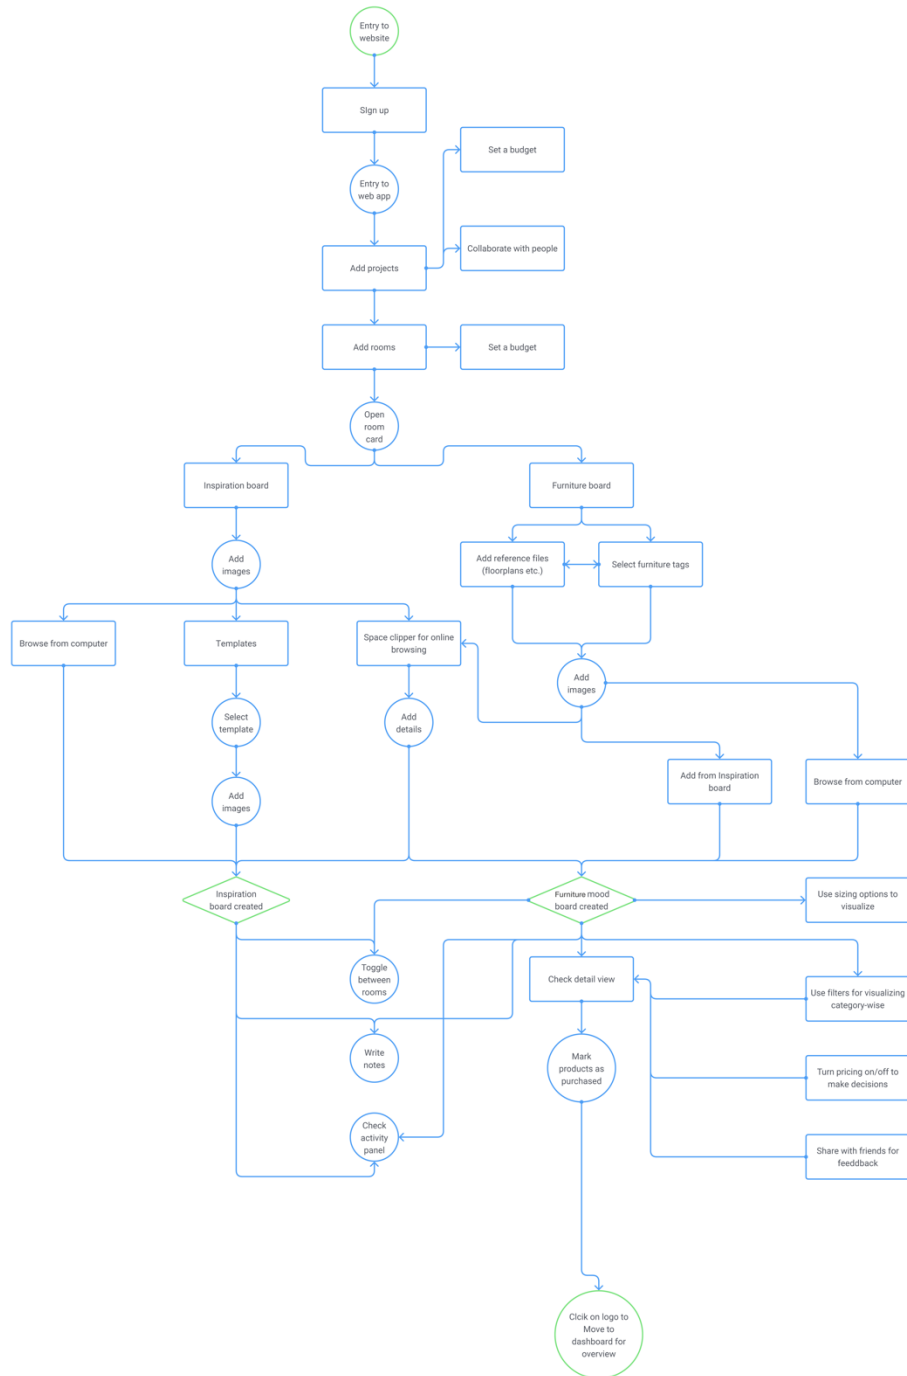 Entry to
website
SIgn up
Set a budget
Entry to
web app
Collaborate with people
Add projects
Add rooms
Set a budget
Open
room
card
Inspiration board
Furniture board
Add
images
Add reference files
(floorplans etc.)
Select furniture tags
Browse from computer
Templates
Space clipper for online
browsing
Add
images
Select
template
Add
details
Add from Inspiration
board
Browse from computer
Add
images
Inspiration
board created
Furniture mood
board created
Use sizing options to
visualize
Toggle
between
rooms
Check detail view
Use filters for visualizing
category-wise
Write
notes
Mark
products as
purchased
Turn pricing on/off to
make decisions
Check
activity
panel
Share with friends for
feeddback
Clcik on logo to
Move to
dashboard for
overview